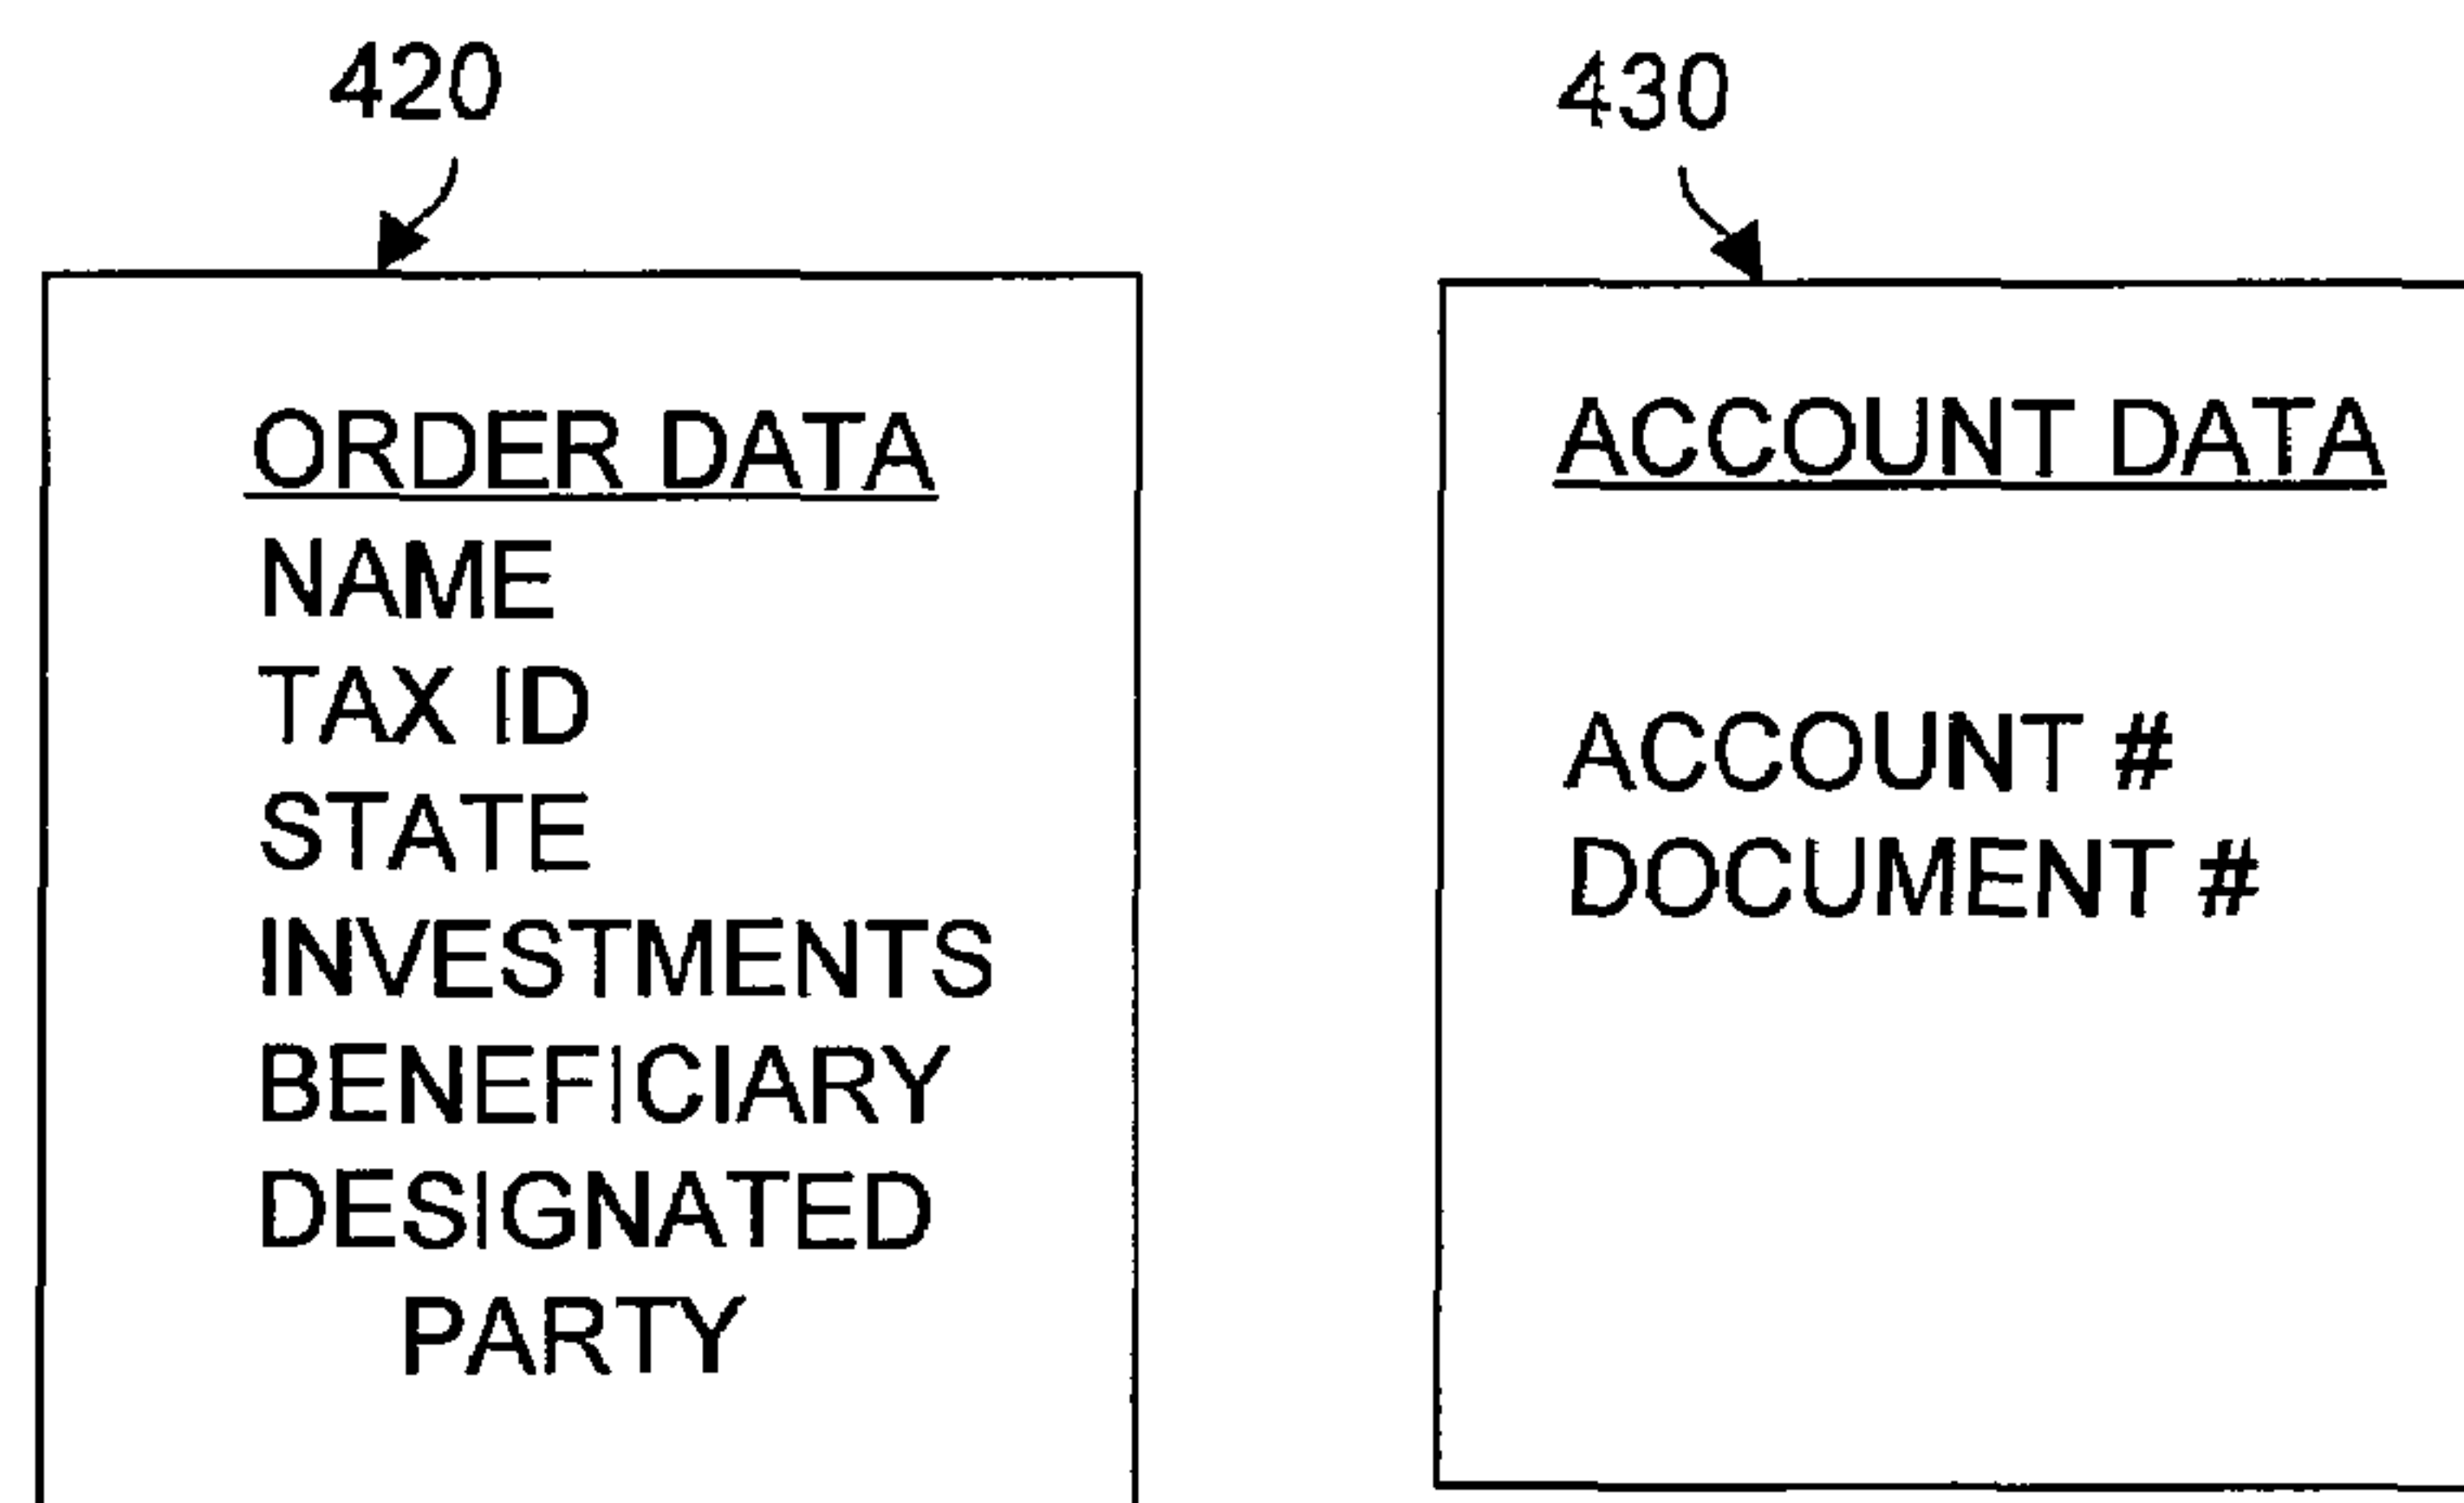 420
ORDER DATA
NAME
TAX ID
STATE
INVESTMENTS
BENEFICIARY
DESIGNATED
PARTY
430
ACCOUNT DATA
ACCOUNT #
DOCUMENT #